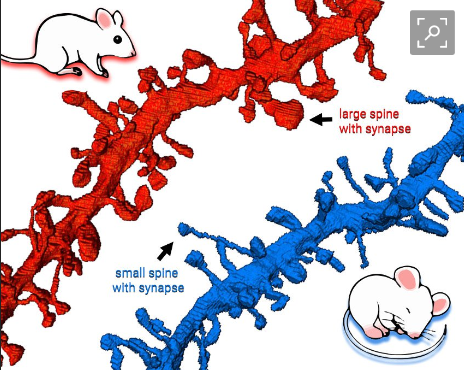 large spine
with synapse
small spine
with synapse